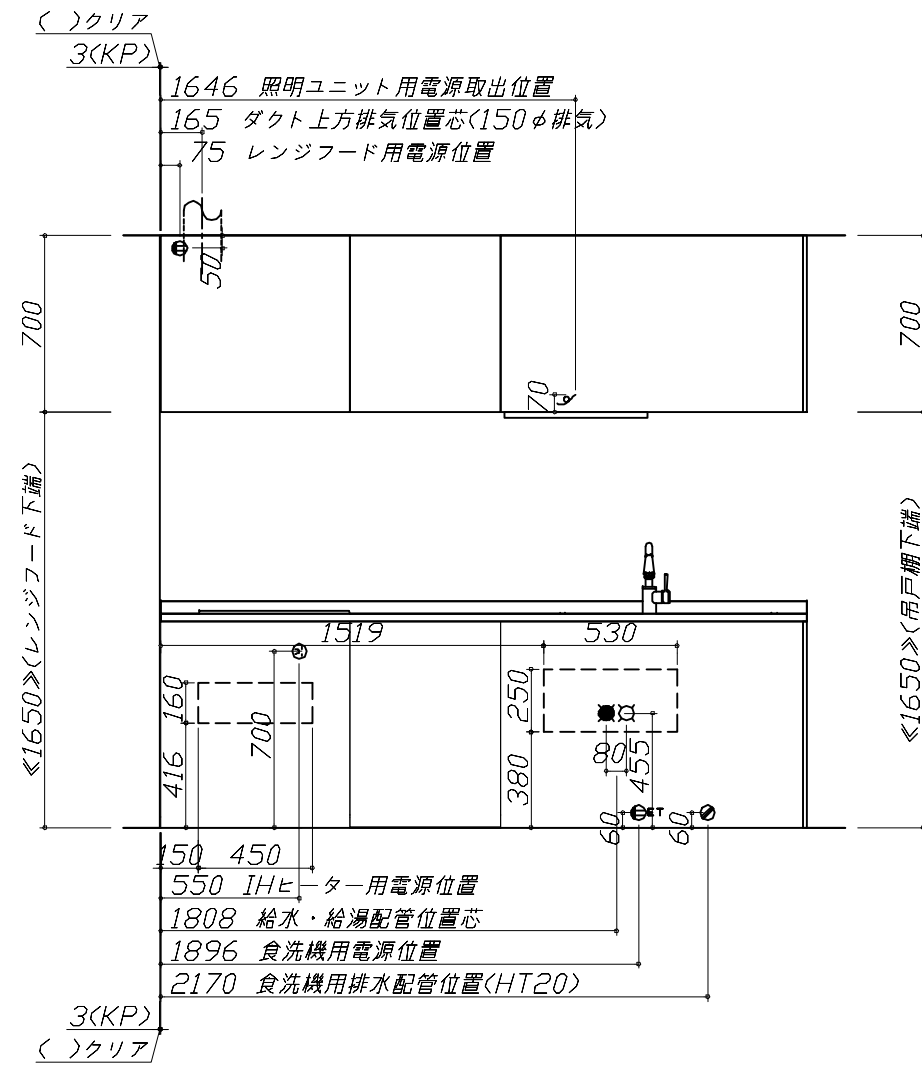 ( )クリア
3(KP)
1646 照明ユニット用電源取出位置
165 ダクト上方排気位置芯(150φ排気)
75 レンジフード用電源位置
50
700
700
70
≪1650≫(レンジフード下端)
≪1650≫(吊戸棚下端)
1519
530
160
416
700
250
380
80
455
60
ET
60
150
450
550 IHヒーター用電源位置
1808 給水・給湯配管位置芯
1896 食洗機用電源位置
2170 食洗機用排水配管位置(HT20)
3(KP)
( )クリア